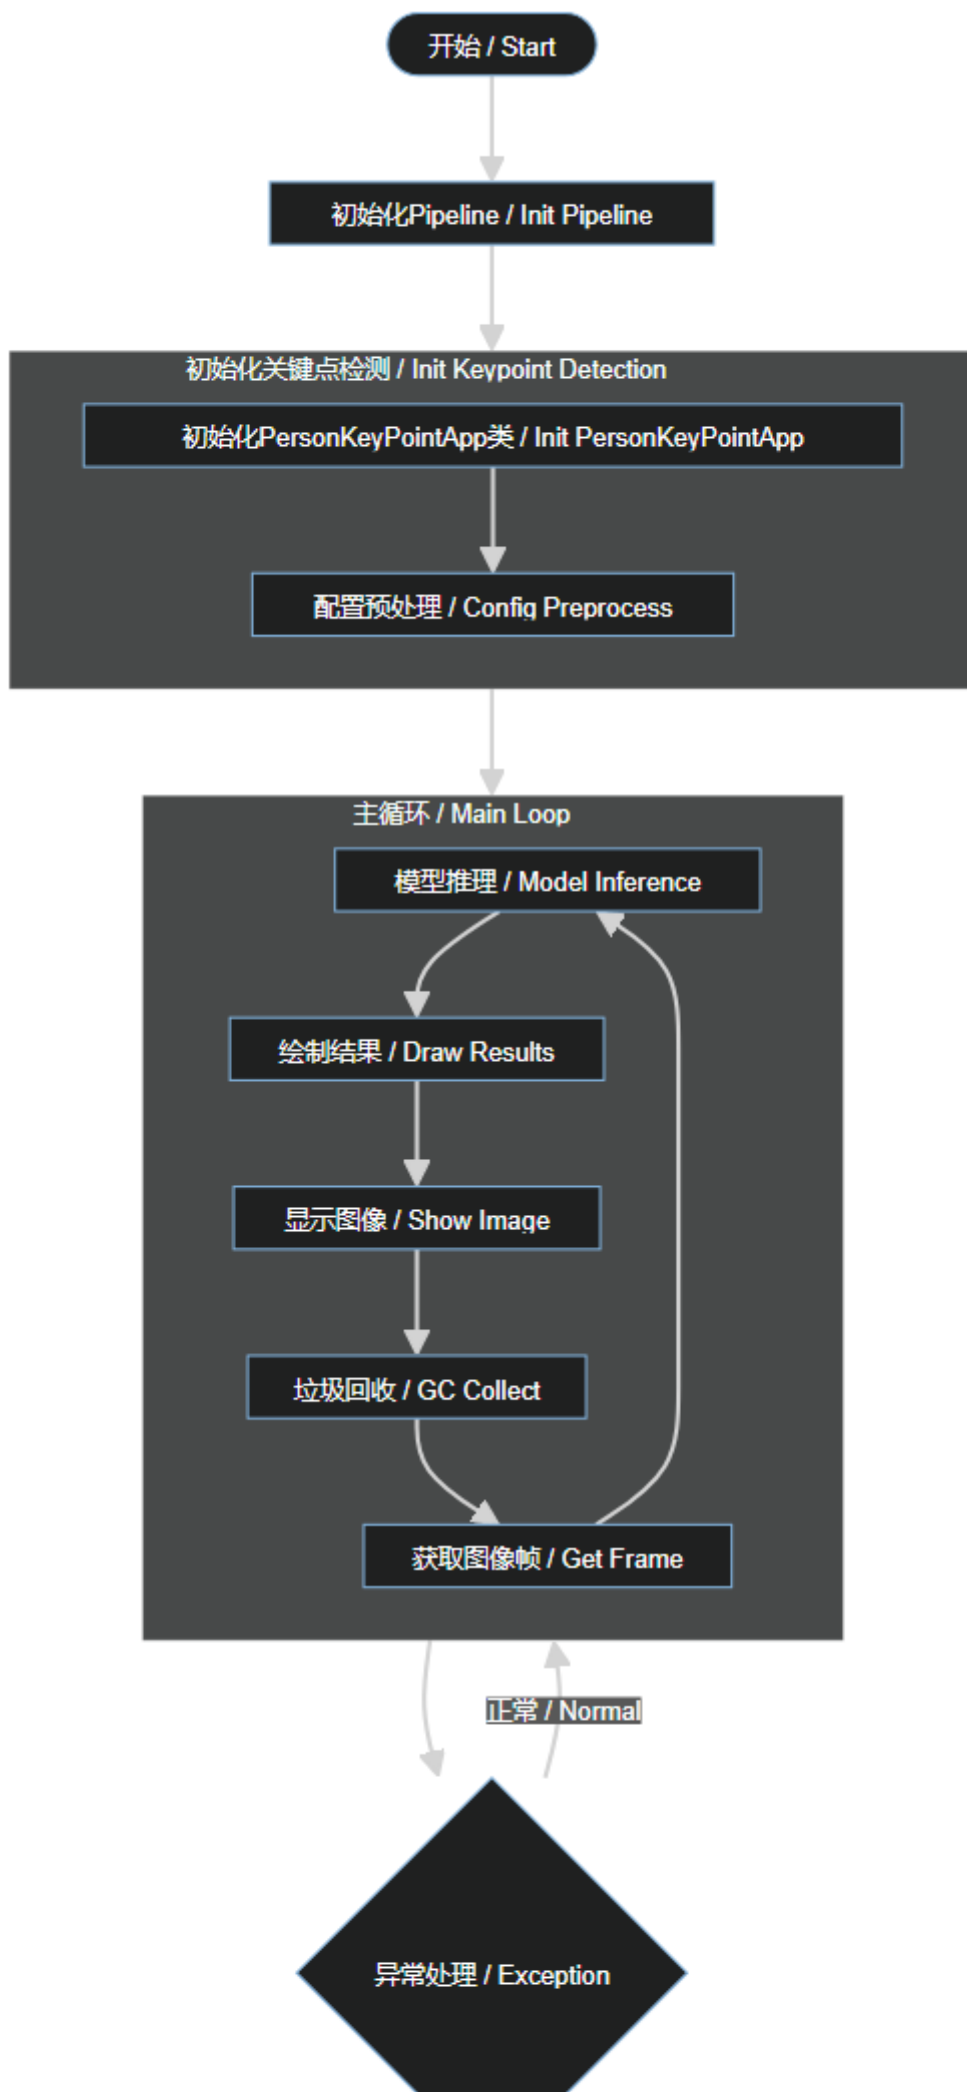 开始 / Start
初始化Pipeline / Init Pipeline
初始化关键点检测 / Init Keypoint Detection
初始化PersonKeyPointApp类 / Init PersonKeyPointApp
配置预处理 / Config Preprocess
主循环 / Main Loop
模型推理 / Model Inference
绘制结果 / Draw Results
显示图像 / Show Image
垃圾回收 / GC Collect
获取图像帧 / Get Frame
正常 / Normal
异常处理 / Exception